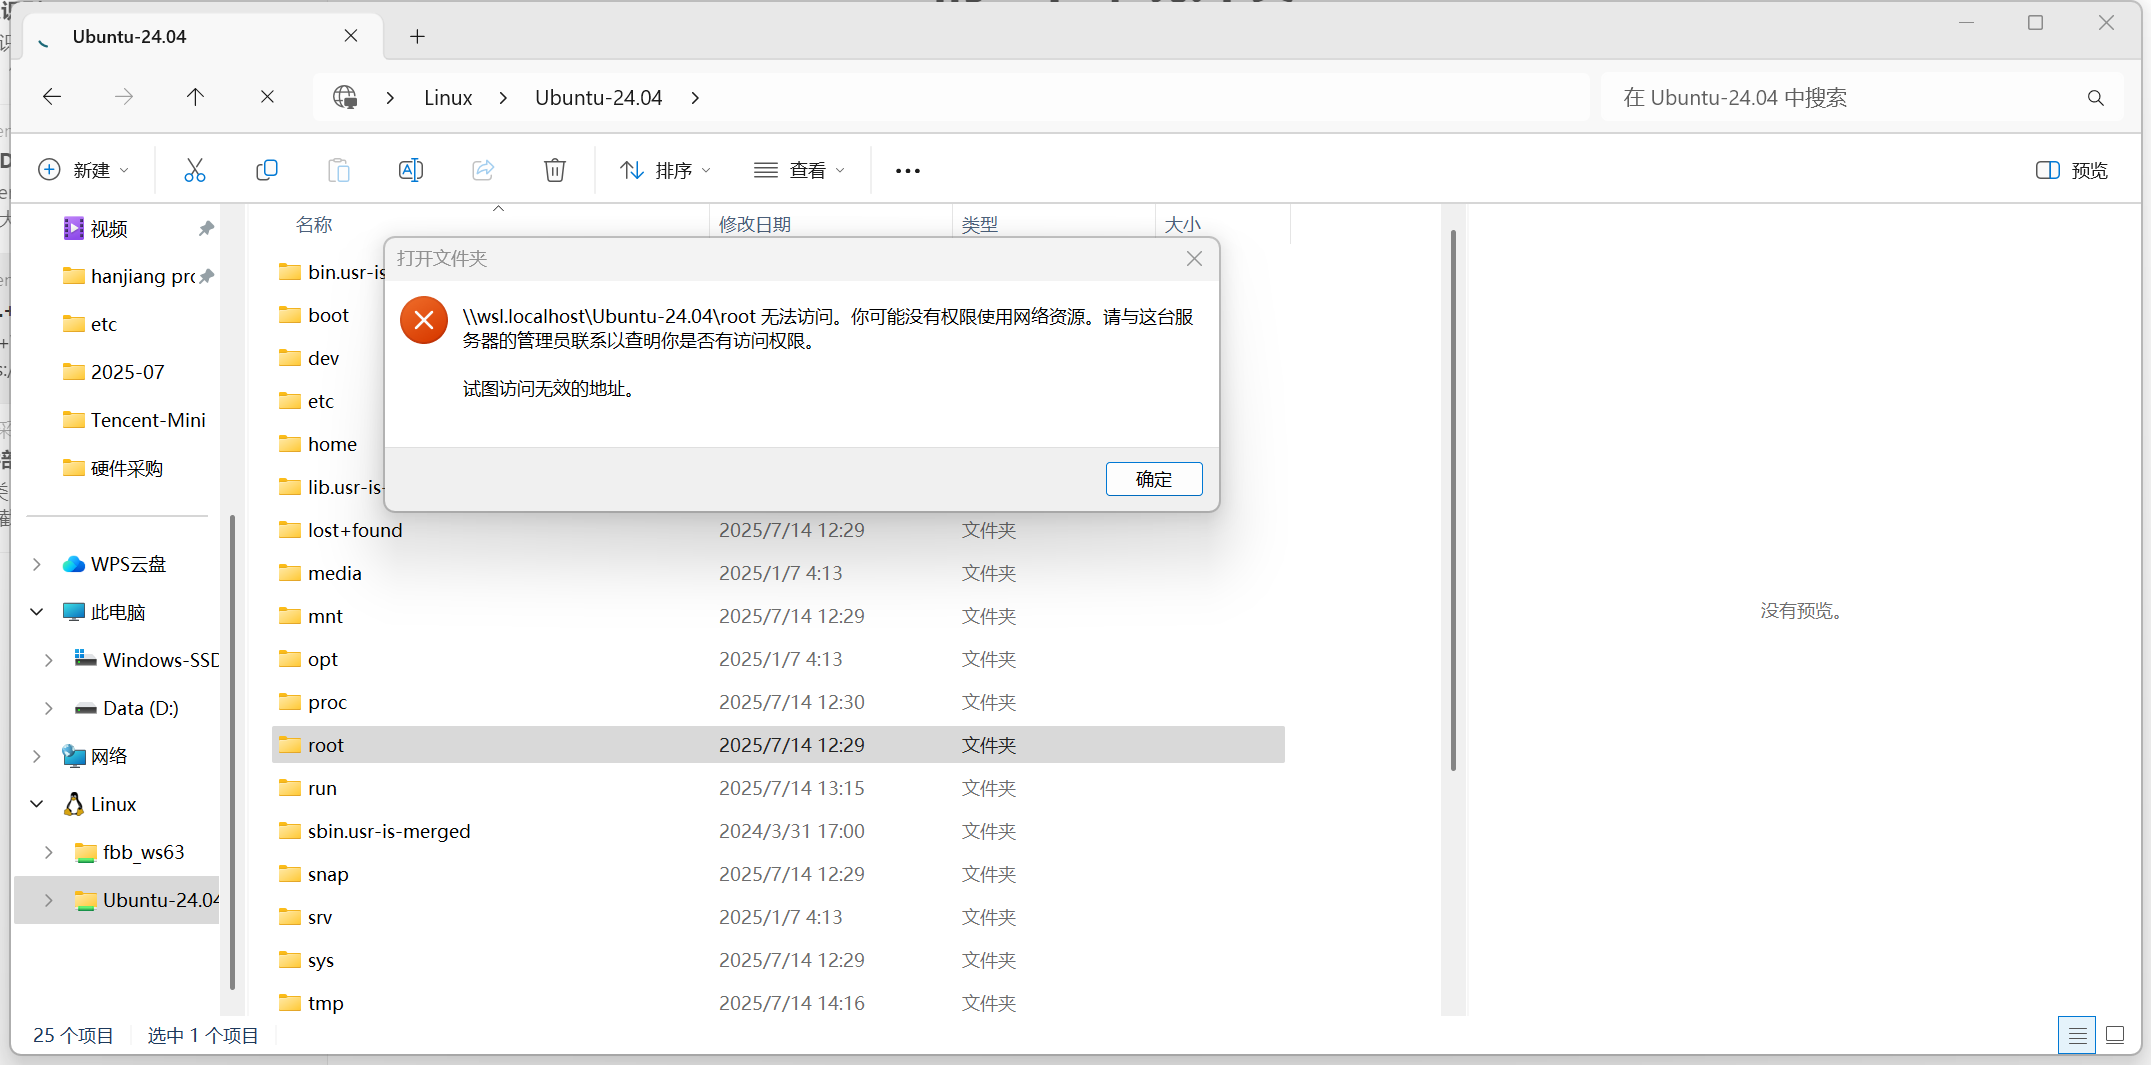 Ubuntu-24.04
Linux
Ubuntu-24.04
在 Ubuntu-24.04 中搜索
新建
排序
查看
预览
视频
hanjiang pro
etc
2025-07
Tencent-Mini
硬件采购
WPS云盘
此电脑
Windows-SSD
Data (D:)
网络
Linux
fbb_ws63
Ubuntu-24.04
名称 修改日期 类型 大小
bin.usr-is
boot
dev
etc
home
lib.usr-is-
lost+found 2025/7/14 12:29 文件夹
media 2025/1/7 4:13 文件夹
mnt 2025/7/14 12:29 文件夹
opt 2025/1/7 4:13 文件夹
proc 2025/7/14 12:30 文件夹
root 2025/7/14 12:29 文件夹
run 2025/7/14 13:15 文件夹
sbin.usr-is-merged 2024/3/31 17:00 文件夹
snap 2025/7/14 12:29 文件夹
srv 2025/1/7 4:13 文件夹
sys 2025/7/14 12:29 文件夹
tmp 2025/7/14 14:16 文件夹
打开文件夹
\\wsl.localhost\Ubuntu-24.04\root 无法访问。你可能没有权限使用网络资源。请与这台服
务器的管理员联系以查明你是否有访问权限。
试图访问无效的地址。
确定
没有预览。
25 个项目 选中 1 个项目